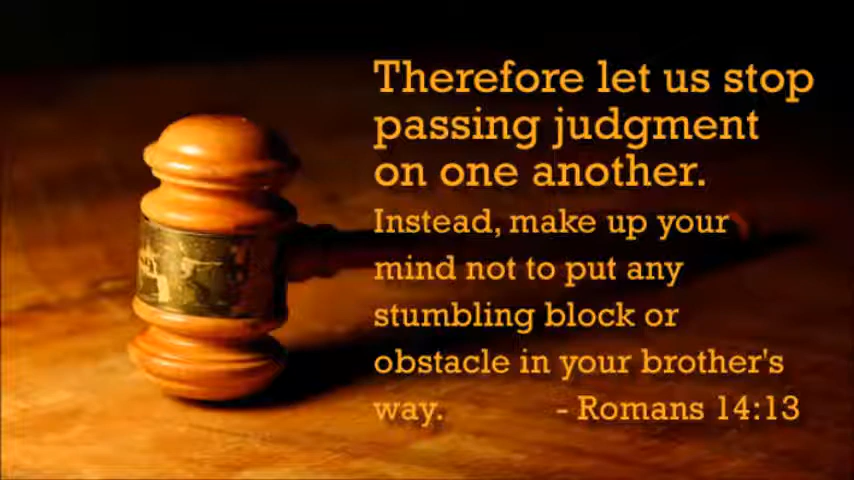 Therefore let us stop
passing judgment
on one another.
Instead, make up your
mind not to put any
stumbling block or
obstacle in your brother's
way. - Romans 14:13